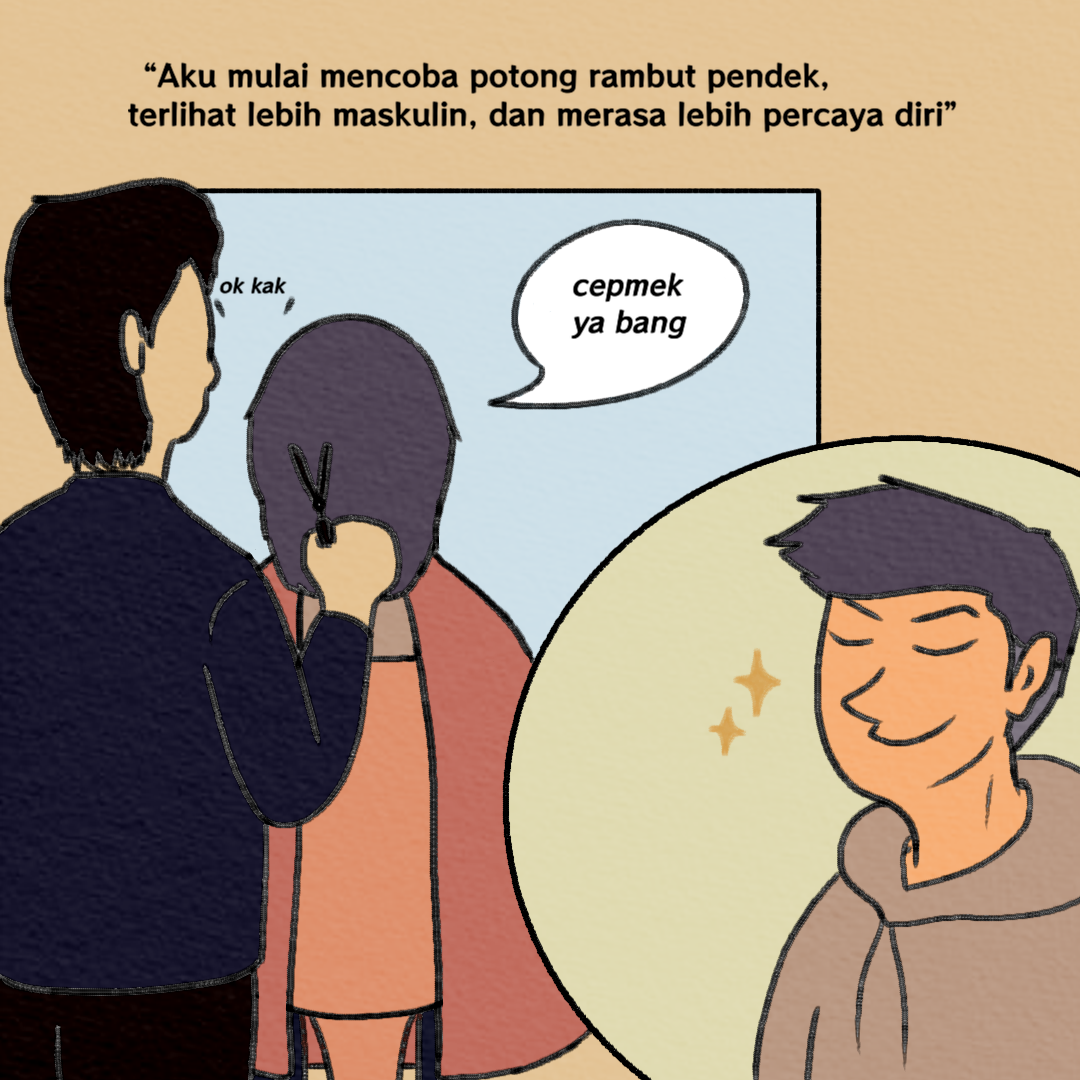 “Aku mulai mencoba potong rambut pendek,
terlihat lebih maskulin, dan merasa lebih percaya diri”
cepmek
ya bang
ok kak